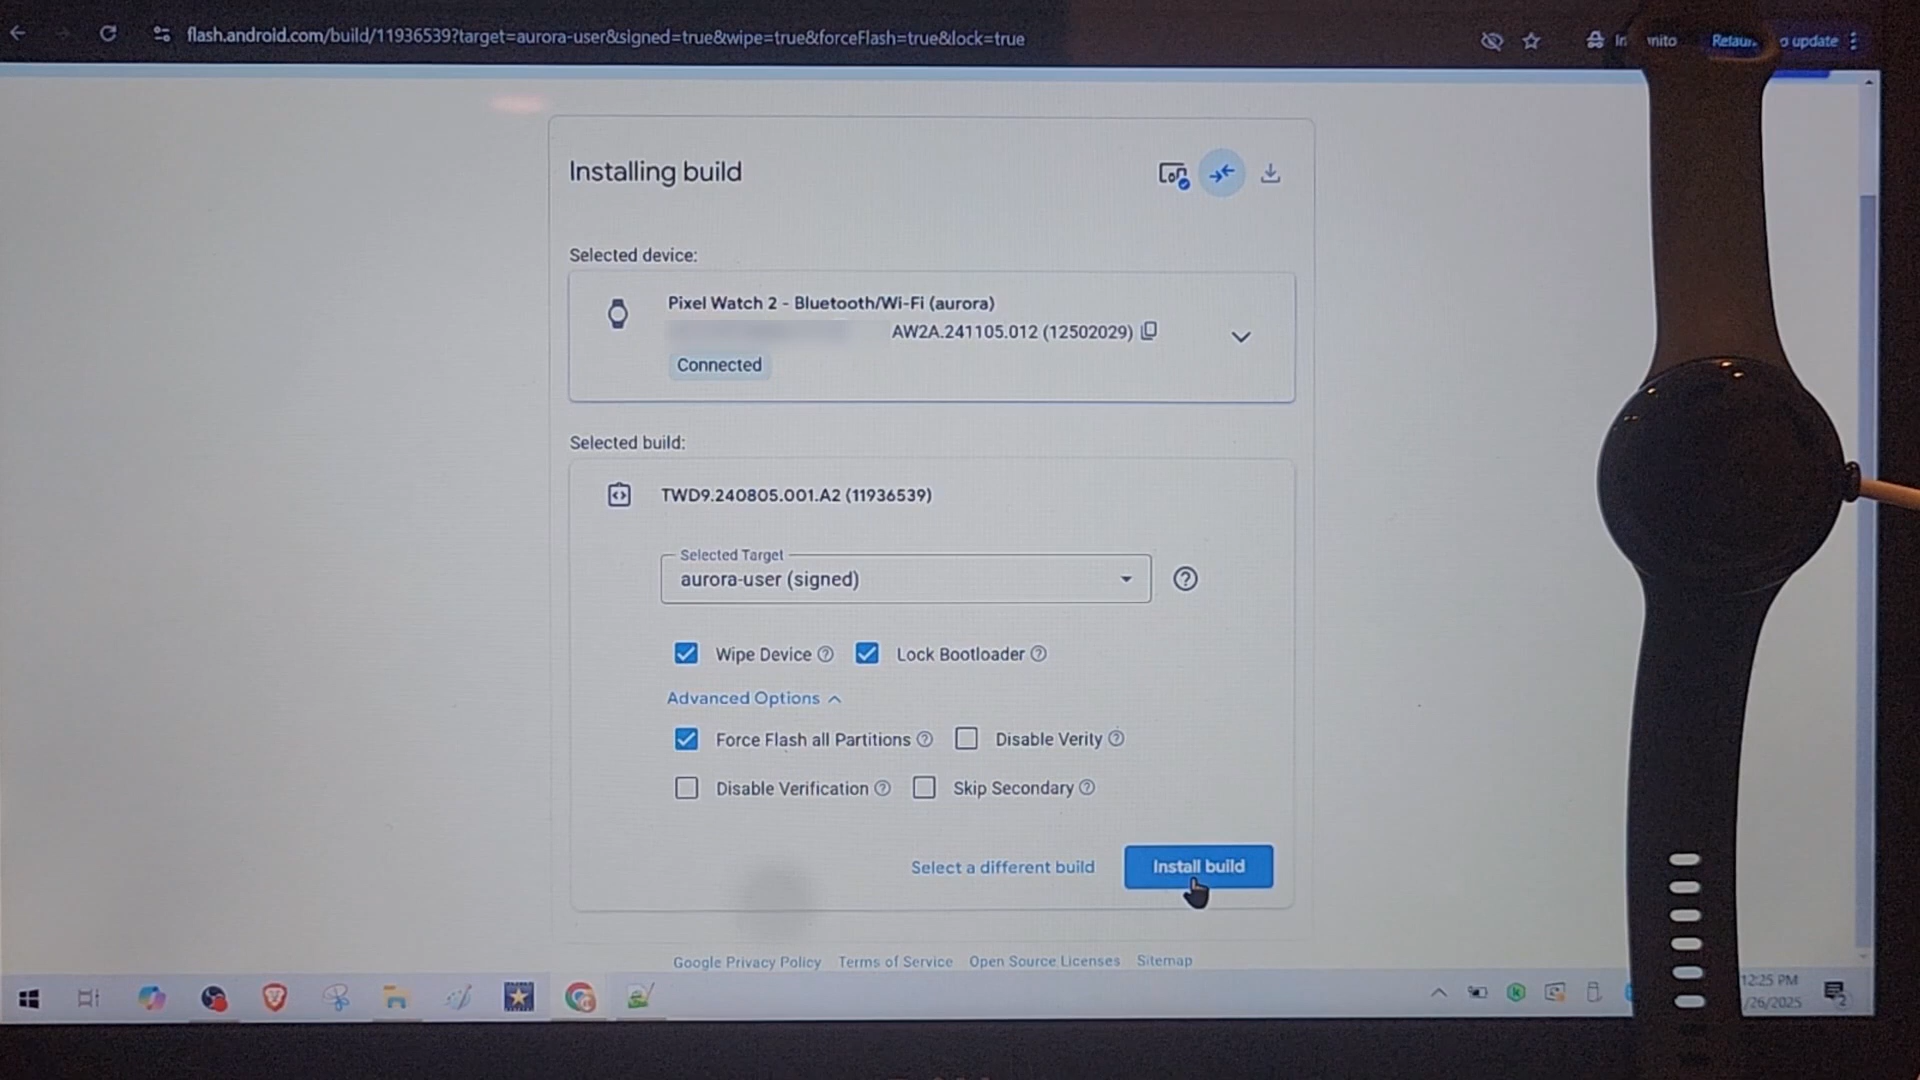 flash.android.com/build/11936539?target=aurora-user&signed=true&wipe=true&forceFlash=true&lock=true
update
Installing build
Selected device:
Pixel Watch 2 - Bluetooth/Wi-Fi (aurora)
AW2A.241105.012 (12502029)
Connected
Selected build:
TWD9.240805.001.A2 (11936539)
Selected Target
aurora-user (signed)
Wipe Device
Lock Bootloader
Advanced Options
Force Flash all Partitions
Disable Verity
Disable Verification
Skip Secondary
Select a different build
Install build
Google Privacy Policy Terms of Service Open Source Licenses Sitemap
12:25 PM
/26/2025